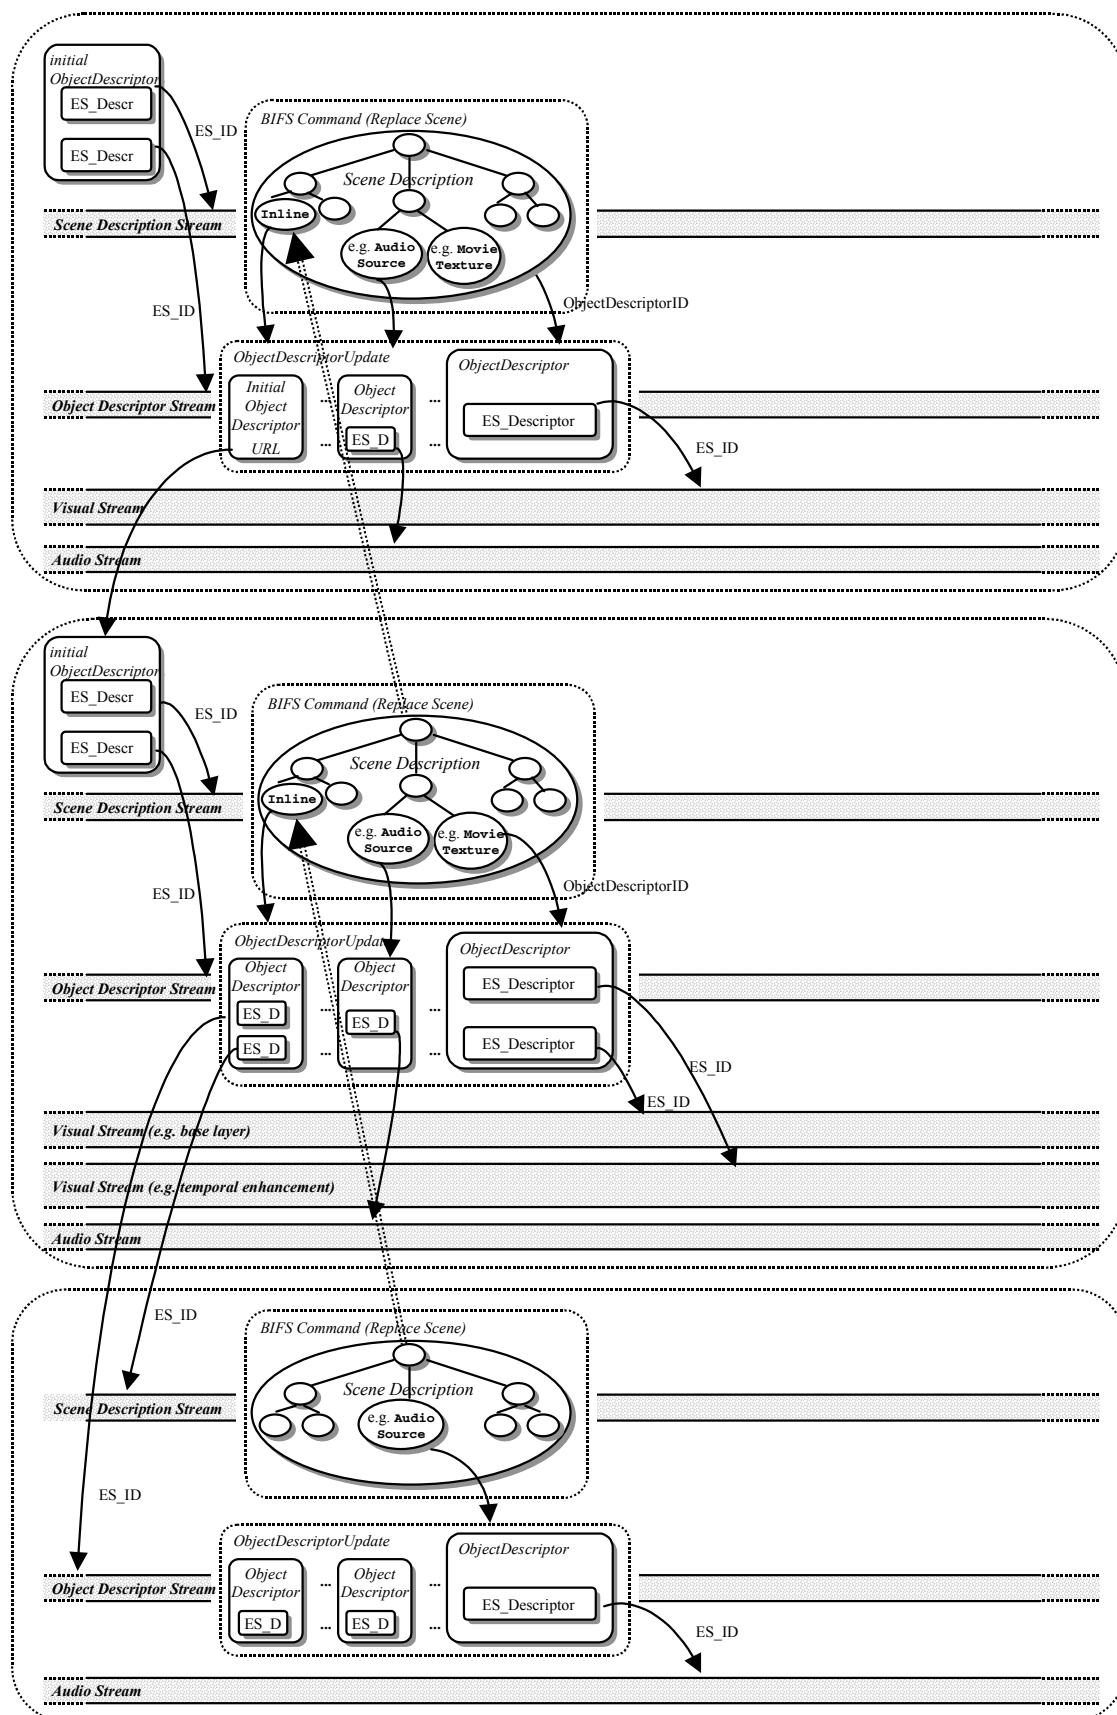 initial
ObjectDescriptor
ES_Descr
ES_Descr
ES_ID
BIFS Command (Replace Scene)
Scene Description
Inline
e.g. Audio
Source
e.g. Movie
Texture
Scene Description Stream
ES_ID
ObjectDescriptorID
ObjectDescriptorUpdate
Initial
Object
Descriptor
URL
...
...
Object
Descriptor
ES_D
...
...
ObjectDescriptor
ES_Descriptor
Object Descriptor Stream
ES_ID
Visual Stream
Audio Stream
initial
ObjectDescriptor
ES_Descr
ES_Descr
ES_ID
BIFS Command (Replace Scene)
Scene Description
Inline
e.g. Audio
Source
e.g. Movie
Texture
Scene Description Stream
ES_ID
ObjectDescriptorID
ObjectDescriptorUpdate
Object
Descriptor
ES_D
ES_D
...
...
Object
Descriptor
ES_D
...
...
ObjectDescriptor
ES_Descriptor
ES_Descriptor
Object Descriptor Stream
ES_ID
ES_ID
Visual Stream (e.g. base layer)
Visual Stream (e.g. temporal enhancement)
Audio Stream
ES_ID
BIFS Command (Replace Scene)
Scene Description
e.g. Audio
Source
Scene Description Stream
ES_ID
ObjectDescriptorUpdate
Object
Descriptor
ES_D
...
...
Object
Descriptor
ES_D
...
...
ObjectDescriptor
ES_Descriptor
Object Descriptor Stream
ES_ID
Audio Stream